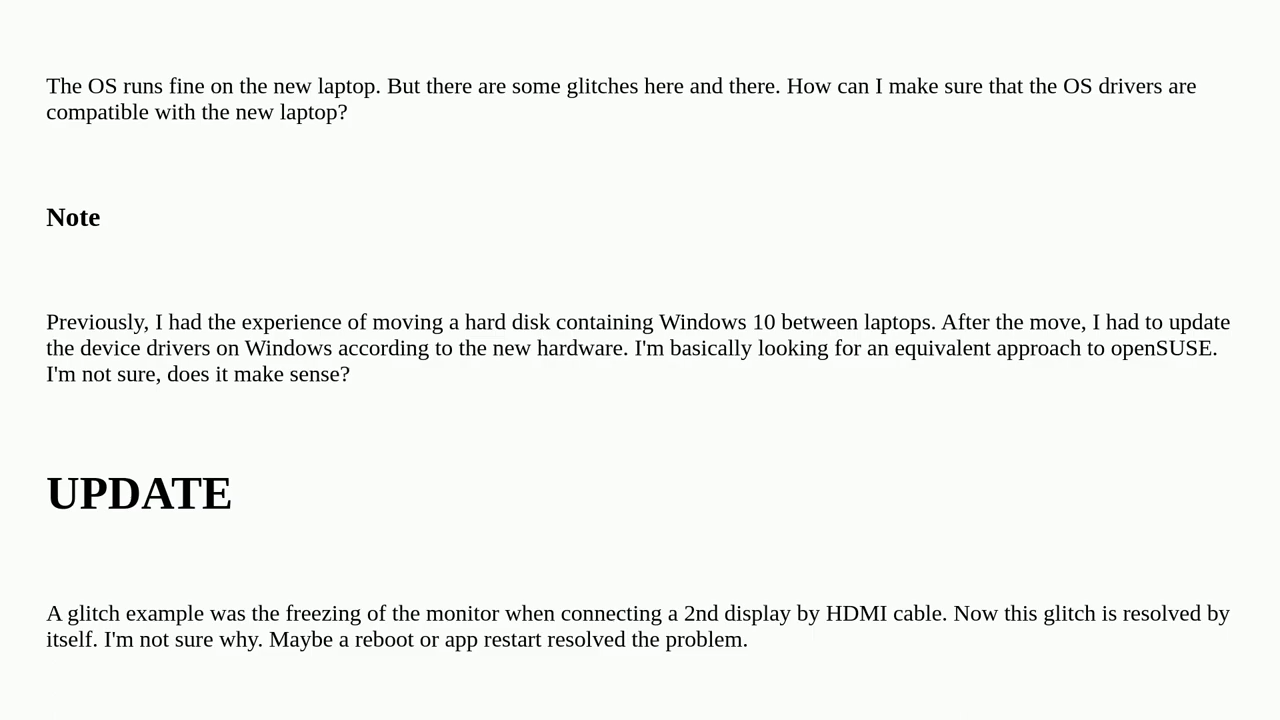 The OS runs fine on the new laptop. But there are some glitches here and there. How can I make sure that the OS drivers are
compatible with the new laptop?
Note
Previously, I had the experience of moving a hard disk containing Windows 10 between laptops. After the move, I had to update
the device drivers on Windows according to the new hardware. I'm basically looking for an equivalent approach to openSUSE.
I'm not sure, does it make sense?
UPDATE
A glitch example was the freezing of the monitor when connecting a 2nd display by HDMI cable. Now this glitch is resolved by
itself. I'm not sure why. Maybe a reboot or app restart resolved the problem.